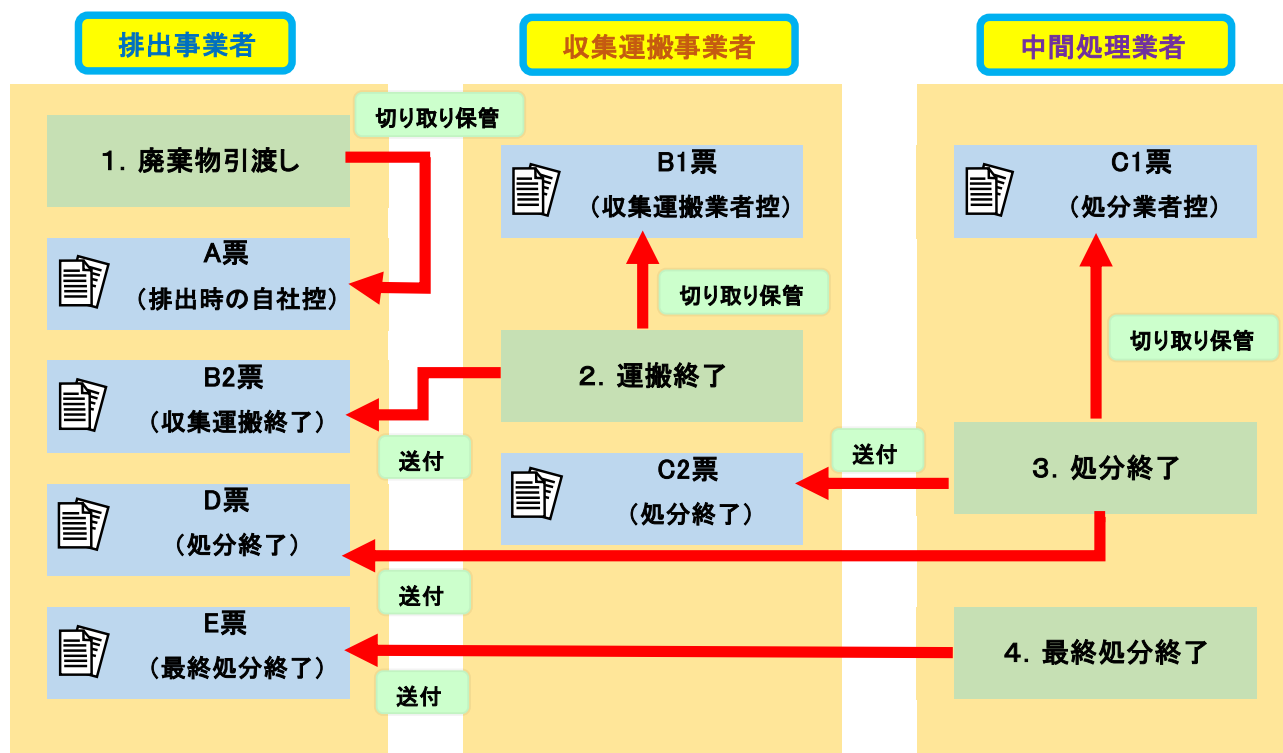 排出事業者
収集運搬事業者
中間処理業者
切り取り保管
1．廃棄物引渡し
A票
（排出時の自社控）
B2票
（収集運搬終了）
送付
D票
（処分終了）
送付
E票
（最終処分終了）
送付
B1票
（収集運搬業者控）
切り取り保管
2．運搬終了
C2票
（処分終了）
送付
C1票
（処分業者控）
切り取り保管
3．処分終了
4．最終処分終了